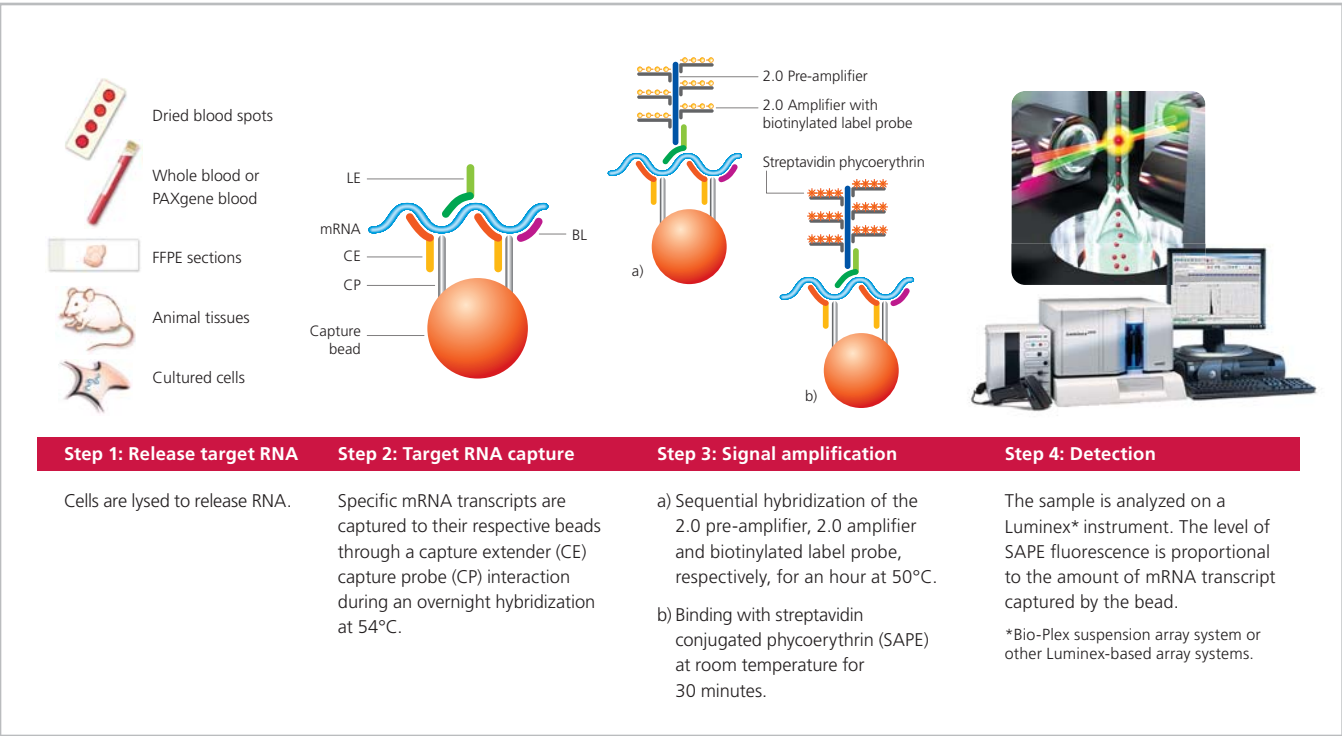 Dried blood spots
Whole blood or
PAXgene blood
FFPE sections
Animal tissues
Cultured cells
LE
mRNA
CE
CP
Capture
bead
BL
2.0 Pre-amplifier
2.0 Amplifier with
biotinylated label probe
Streptavidin phycoerythrin
a)
b)
Luminex
Step 1: Release target RNA
Cells are lysed to release RNA.
Step 2: Target RNA capture
Specific mRNA transcripts are
captured to their respective beads
through a capture extender (CE)
capture probe (CP) interaction
during an overnight hybridization
at 54°C.
Step 3: Signal amplification
a) Sequential hybridization of the
2.0 pre-amplifier, 2.0 amplifier
and biotinylated label probe,
respectively, for an hour at 50°C.
b) Binding with streptavidin
conjugated phycoerythrin (SAPE)
at room temperature for
30 minutes.
Step 4: Detection
The sample is analyzed on a
Luminex* instrument. The level of
SAPE fluorescence is proportional
to the amount of mRNA transcript
captured by the bead.
*Bio-Plex suspension array system or
other Luminex-based array systems.